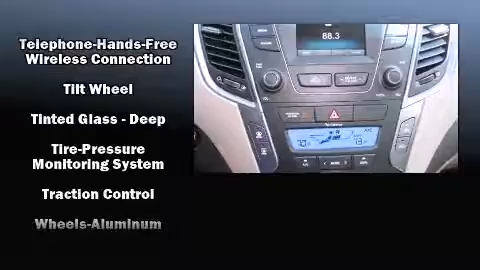 Telephone-Hands-Free
Wireless Connection
Tilt Wheel
Tinted Glass - Deep
Tire-Pressure
Monitoring System
Traction Control
Wheels-Aluminum
88.3